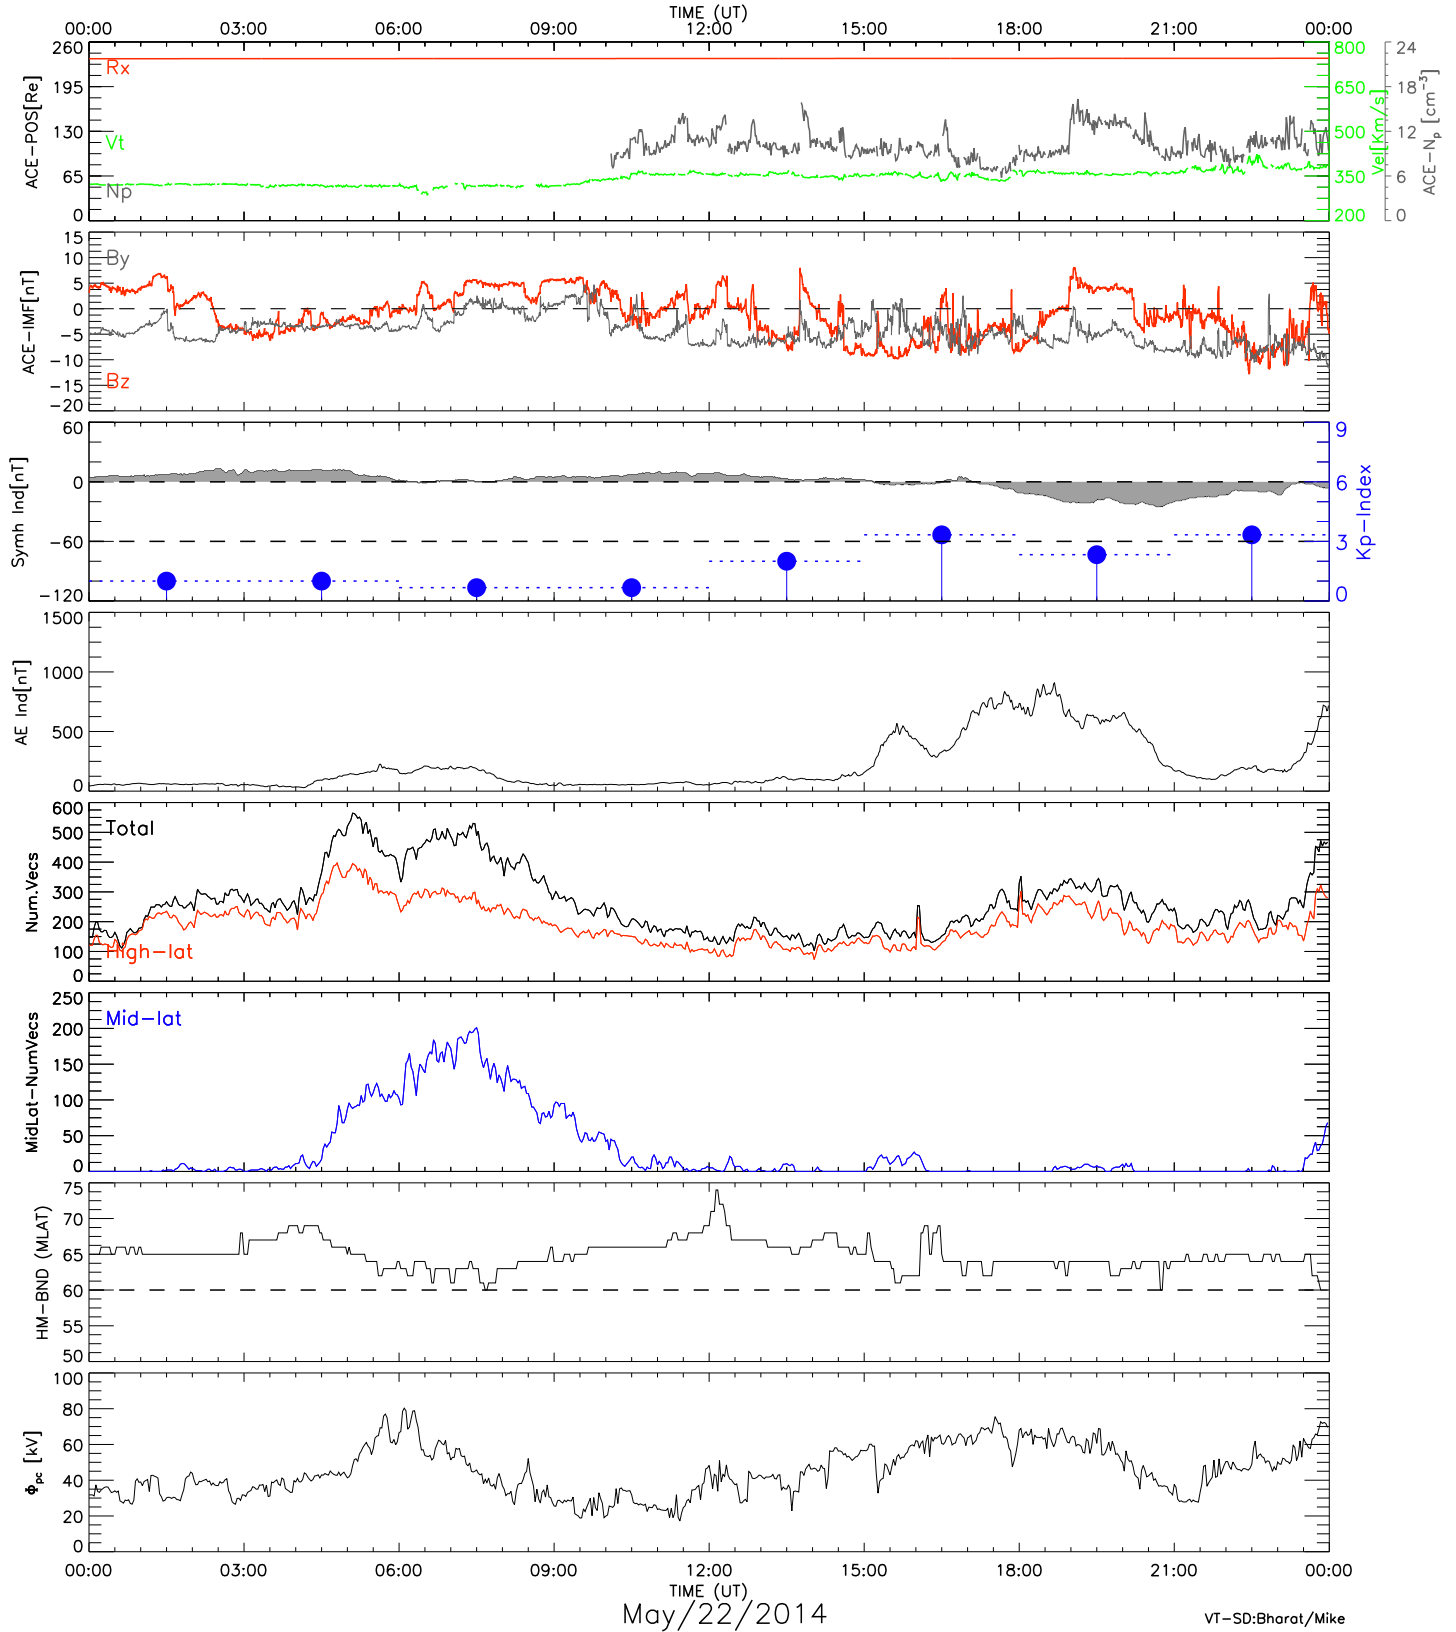 TIME (UT)
00:00 03:00 06:00 09:00 12:00 15:00 18:00 21:00 00:00
ACE-POS[Re]
260
195
130
65
0
Rx
Vt
Np
800
650
500
350
200
Vel[Km/s]
24
18
12
6
0
ACE-Np [cm-3]
ACE-IMF[nT]
15
10
5
0
-5
-10
-15
-20
By
Bz
Symh Ind[nT]
60
0
-60
-120
9
6
3
0
Kp-Index
AE Ind[nT]
1500
1000
500
0
Num.Vecs
600
500
400
300
200
100
0
Total
High-lat
MidLat-NumVecs
250
200
150
100
50
0
Mid-lat
HM-BND (MLAT)
75
70
65
60
55
50
Φpc [kV]
100
80
60
40
20
0
00:00 03:00 06:00 09:00 12:00 15:00 18:00 21:00 00:00
TIME (UT)
May/22/2014
VT-SD:Bharat/Mike